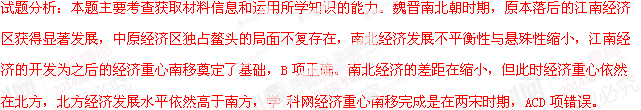 试题分析：本题主要考查获取材料信息和运用所学知识的能力。魏晋南北朝时期，原本落后的江南经济
区获得显著发展，中原经济区独占鳌头的局面不复存在，南北经济发展不平衡性与悬殊性缩小，江南经
济的开发为之后的经济重心南移奠定了基础，B 项正确。南北经济的差距在缩小，但此时经济重心依然
在北方，北方经济发展水平依然高于南方，学.科网经济重心南移完成是在两宋时期，ACD 项错误。